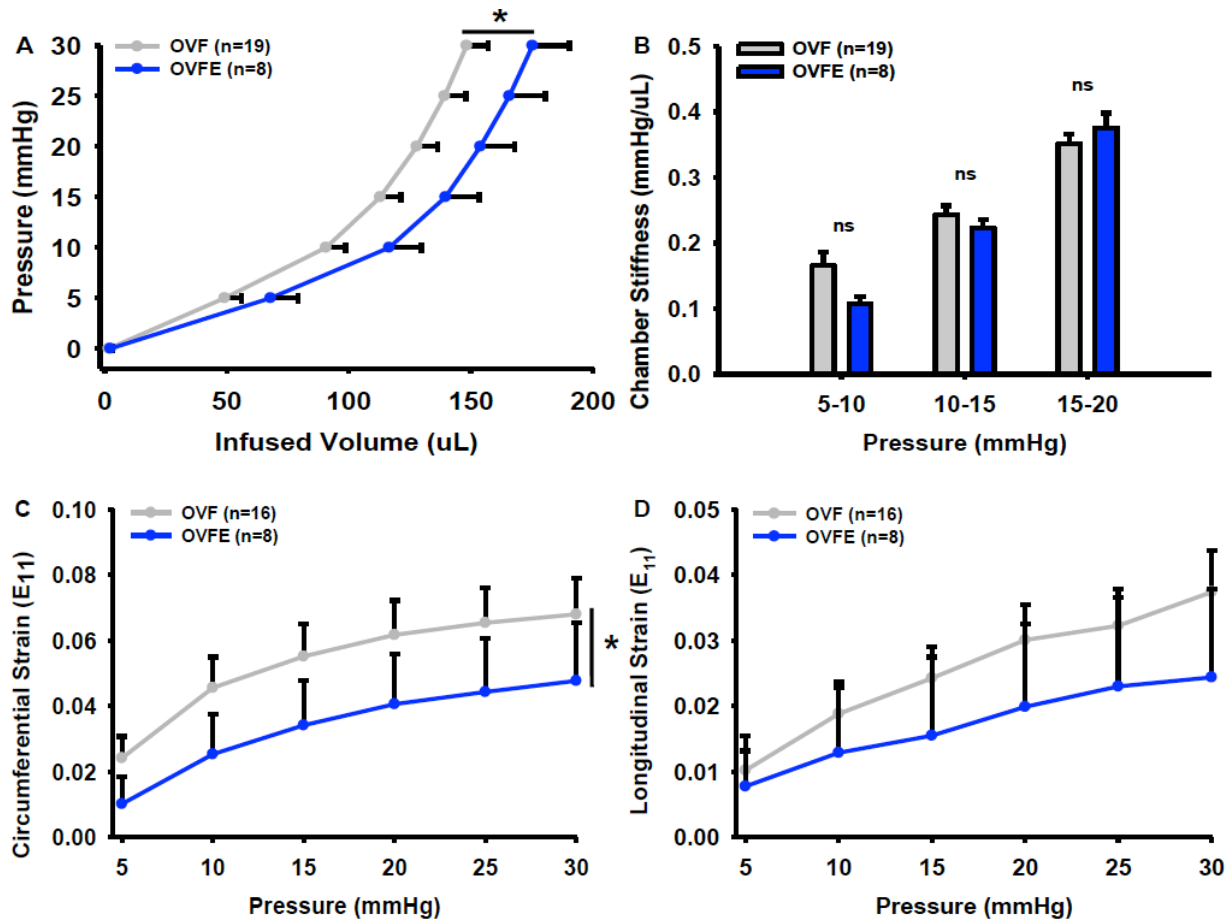 A
OVF (n=19)
OVFE (n=8)
*
Pressure (mmHg)
30
25
20
15
10
5
0
0 50 100 150 200
Infused Volume (uL)
B
OVF (n=19)
OVFE (n=8)
Chamber Stiffness (mmHg/uL)
0.5
0.4
0.3
0.2
0.1
0.0
ns
ns
ns
5-10 10-15 15-20
Pressure (mmHg)
C
OVF (n=16)
OVFE (n=8)
Circumferential Strain (E11)
0.10
0.08
0.06
0.04
0.02
0.00
*
5 10 15 20 25 30
Pressure (mmHg)
D
OVF (n=16)
OVFE (n=8)
Longitudinal Strain (E11)
0.05
0.04
0.03
0.02
0.01
0.00
5 10 15 20 25 30
Pressure (mmHg)